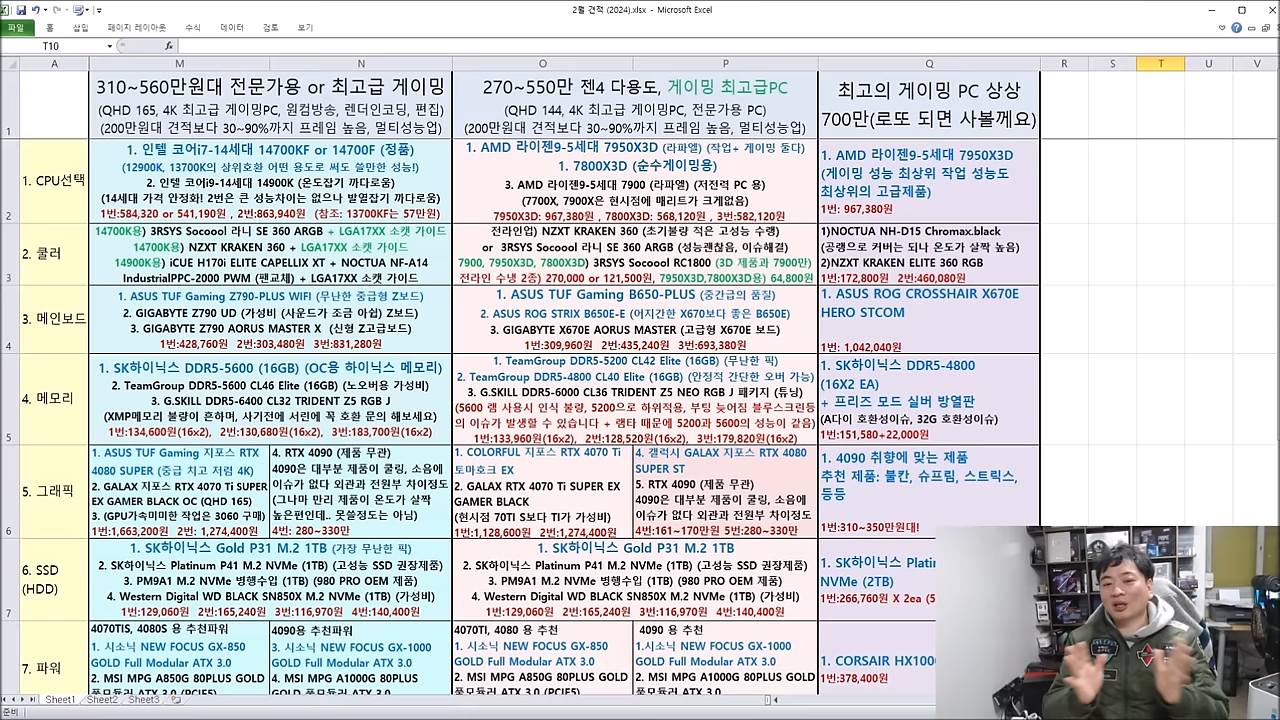 2월 견적 (2024).xlsx - Microsoft Excel
파일 홈 삽입 페이지 레이아웃 수식 데이터 검토 보기
T10 fx
A M N O P Q R S T U V
1
310~560만원대 전문가용 or 최고급 게이밍
(QHD 165, 4K 최고급 게이밍PC, 원컴방송, 렌더인코딩, 편집)
(200만원대 견적보다 30~90%까지 프레임 높음, 멀티성능업)
270~550만 젠4 다용도, 게이밍 최고급PC
(QHD 144, 4K 최고급 게이밍PC, 전문가용 PC)
(200만원대 견적보다 30~90%까지 프레임 높음, 멀티성능업)
최고의 게이밍 PC 상상
700만(로또 되면 사볼께요)
2
1. CPU선택
1. 인텔 코어i7-14세대 14700KF or 14700F (정품)
(12900K, 13700K의 상위호환 어떤 용도로 써도 쓸만한 성능!)
2. 인텔 코어i9-14세대 14900K (온도잡기 까다로움)
(14세대 가격 안정화! 2번은 큰 성능차이는 없으나 발열잡기 까다로움)
1번:584,320 or 541,190원 , 2번:863,940원 (참조: 13700KF는 57만원)
1. AMD 라이젠9-5세대 7950X3D (라파엘) (작업+ 게이밍 둘다)
1. 7800X3D (순수게이밍용)
3. AMD 라이젠9-5세대 7900 (라파엘) (저전력 PC 용)
(7700X, 7900X은 현시점에 매리트가 크게없음)
7950X3D: 967,380원 , 7800X3D: 568,120원 , 3번:582,120원
1. AMD 라이젠9-5세대 7950X3D
(게이밍 성능 최상위 작업 성능도
최상위의 고급제품)
1번: 967,380원
3
2. 쿨러
14700K용) 3RSYS Socoool 라니 SE 360 ARGB + LGA17XX 소캣 가이드
14700K용) NZXT KRAKEN 360 + LGA17XX 소켓 가이드
14900K용) iCUE H170i ELITE CAPELLIX XT + NOCTUA NF-A14
IndustrialPPC-2000 PWM (팬교체) + LGA17XX 소켓 가이드
전라인업) NZXT KRAKEN 360 (초기불량 적은 고성능 수랭)
or 3RSYS Socoool 라니 SE 360 ARGB (성능괜찮음, 이슈해결)
7900, 7950X3D, 7800X3D) 3RSYS Socoool RC1800 (3D 제품과 7900만)
전라인 수냉 2종) 270,000 or 121,500원, 7950X3D,7800X3D용) 64,800원
1)NOCTUA NH-D15 Chromax.black
(공랭으로 커버는 되나 온도가 살짝 높음)
2)NZXT KRAKEN ELITE 360 RGB
1번:172,800원 2번:460,080원
4
3. 메인보드
1. ASUS TUF Gaming Z790-PLUS WIFI (무난한 중급형 Z보드)
2. GIGABYTE Z790 UD (가성비 (사운드가 조금 아쉽) Z보드)
3. GIGABYTE Z790 AORUS MASTER X (신형 Z고급보드)
1번:428,760원 2번:303,480원 3번:831,280원
1. ASUS TUF Gaming B650-PLUS (중간급의 품질)
2. ASUS ROG STRIX B650E-E (어지간한 X670보다 좋은 B650E)
3. GIGABYTE X670E AORUS MASTER (고급형 X670E 보드)
1번:309,960원 2번:435,240원 3번:693,380원
1. ASUS ROG CROSSHAIR X670E
HERO STCOM
1번: 1,042,040원
5
4. 메모리
1. SK하이닉스 DDR5-5600 (16GB) (OC용 하이닉스 메모리)
2. TeamGroup DDR5-5600 CL46 Elite (16GB) (노오버용 가성비)
3. G.SKILL DDR5-6400 CL32 TRIDENT Z5 RGB J
(XMP메모리 불량이 흔하며, 사기전에 서린에 꼭 호환 문의 해보세요)
1번:134,600원(16x2), 2번:130,680원(16x2), 3번:183,700원(16x2)
1. TeamGroup DDR5-5200 CL42 Elite (16GB) (무난한 픽)
2. TeamGroup DDR5-4800 CL40 Elite (16GB) (안정적 간단한 오버 가능)
3. G.SKILL DDR5-6000 CL36 TRIDENT Z5 NEO RGB J 패키지 (튜닝)
(5600 램 사용시 인식 불량, 5200으로 하위적용, 부팅 늦어짐 블루스크린등
의 이슈가 발생할 수 있습니다 + 램타 때문에 5200과 5600의 성능이 같음)
1번:133,960원(16x2), 2번:128,520원(16x2), 3번:179,820원(16x2)
1. SK하이닉스 DDR5-4800
(16X2 EA)
+ 프리즈 모드 실버 방열판
(A다이 호환성이슈, 32G 호환성이슈)
1번:151,580+22,000원
6
5. 그래픽
1. ASUS TUF Gaming 지포스 RTX
4080 SUPER (중급 치고 저렴 4K)
2. GALAX 지포스 RTX 4070 Ti SUPER
EX GAMER BLACK OC (QHD 165)
3. (GPU가속미미한 작업은 3060 구매)
1번:1,663,200원 2번: 1,274,400원
4. RTX 4090 (제품 무관)
4090은 대부분 제품이 쿨링, 소음에
이슈가 없다 외관과 전원부 차이정도
(그나마 만리 제품이 온도가 살짝
높은편인데.. 못쓸정도는 아님)
4번: 280~330만
1. COLORFUL 지포스 RTX 4070 Ti
토마호크 EX
2. GALAX RTX 4070 Ti SUPER EX
GAMER BLACK
(현시점 70TI S보다 TI가 가성비)
1번:1,128,600원 2번:1,274,400원
4. 갤럭시 GALAX 지포스 RTX 4080
SUPER ST
5. RTX 4090 (제품 무관)
4090은 대부분 제품이 쿨링, 소음에
이슈가 없다 외관과 전원부 차이정도
4번:161~170만원 5번:280~330만
1. 4090 취향에 맞는 제품
추천 제품: 불칸, 슈프림, 스트릭스,
등등
1번:310~350만원대!
7
6. SSD
(HDD)
1. SK하이닉스 Gold P31 M.2 1TB (가장 무난한 픽)
2. SK하이닉스 Platinum P41 M.2 NVMe (1TB) (고성능 SSD 권장제품)
3. PM9A1 M.2 NVMe 병행수입 (1TB) (980 PRO OEM 제품)
4. Western Digital WD BLACK SN850X M.2 NVMe (1TB) (가성비)
1번:129,060원 2번:165,240원 3번:116,970원 4번:140,400원
1. SK하이닉스 Gold P31 M.2 1TB
2. SK하이닉스 Platinum P41 M.2 NVMe (1TB) (고성능 SSD 권장제품)
3. PM9A1 M.2 NVMe 병행수입 (1TB) (980 PRO OEM 제품)
4. Western Digital WD BLACK SN850X M.2 NVMe (1TB) (가성비)
1번:129,060원 2번:165,240원 3번:116,970원 4번:140,400원
1. SK하이닉스
NVMe (2TB)
1번:266,760원 X 2ea (5
7. 파워
4070TIS, 4080S 용 추천파워
1. 시소닉 NEW FOCUS GX-850
GOLD Full Modular ATX 3.0
2. MSI MPG A850G 80PLUS GOLD
풀모듈러 ATX 3.0 (PCIE5)
4090용 추천파워
3. 시소닉 NEW FOCUS GX-1000
GOLD Full Modular ATX 3.0
4. MSI MPG A1000G 80PLUS
GOLD 풀모듈러 ATX 3.0
4070TI, 4080 용 추천
1. 시소닉 NEW FOCUS GX-850
GOLD Full Modular ATX 3.0
2. MSI MPG A850G 80PLUS GOLD
풀모듈러 ATX 3.0 (PCIE5)
4090 용 추천
1.시소닉 NEW FOCUS GX-1000
GOLD Full Modular ATX 3.0
2. MSI MPG A1000G 80PLUS GOLD
풀모듈러 ATX 3.0
1. CORSAIR HX100
1번:378,400원
Sheet1 Sheet2 Sheet3
준비